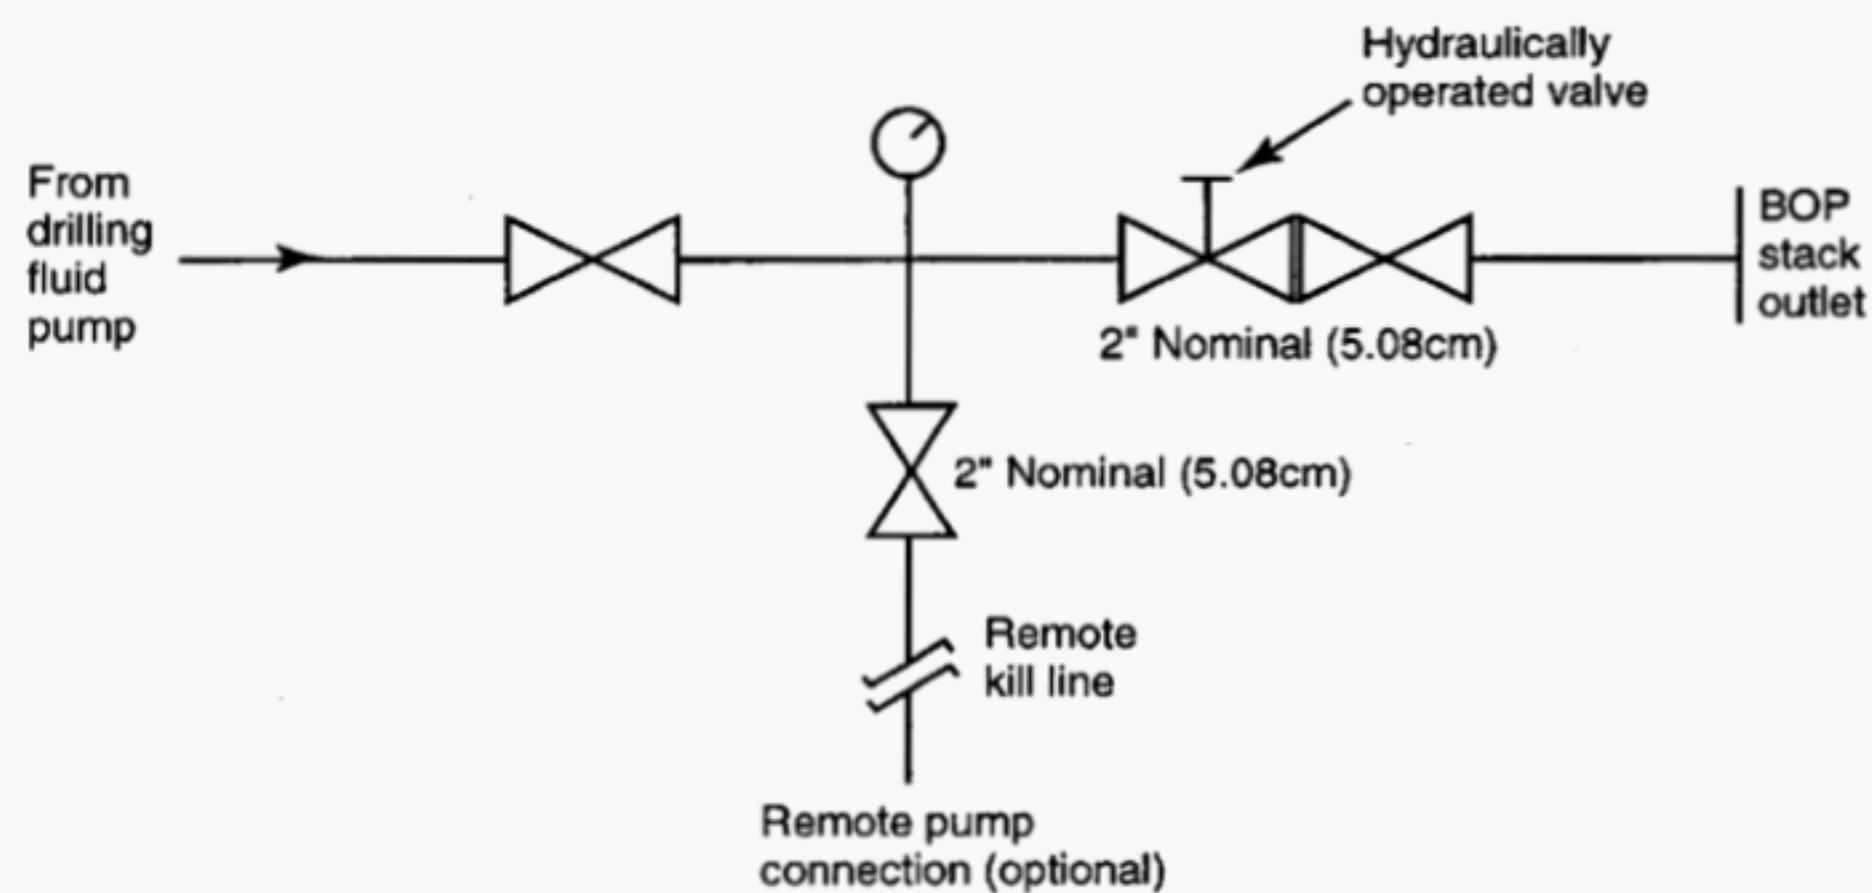 Hydraulically
operated valve
From
drilling
fluid
pump
BOP
stack
outlet
2" Nominal (5.08cm)
2" Nominal (5.08cm)
Remote
kill line
Remote pump
connection (optional)